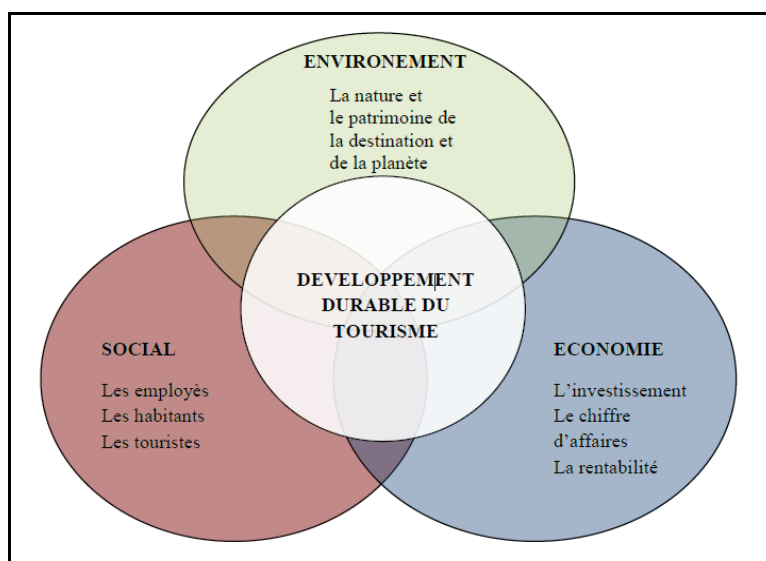 ENVIRONEMENT
La nature et
le patrimoine de
la destination et
de la planète
DEVELOPPEMENT
DURABLE DU
TOURISME
SOCIAL
Les employès
Les habitants
Les touristes
ECONOMIE
L’investissement
Le chiffre
d’affaires
La rentabilité